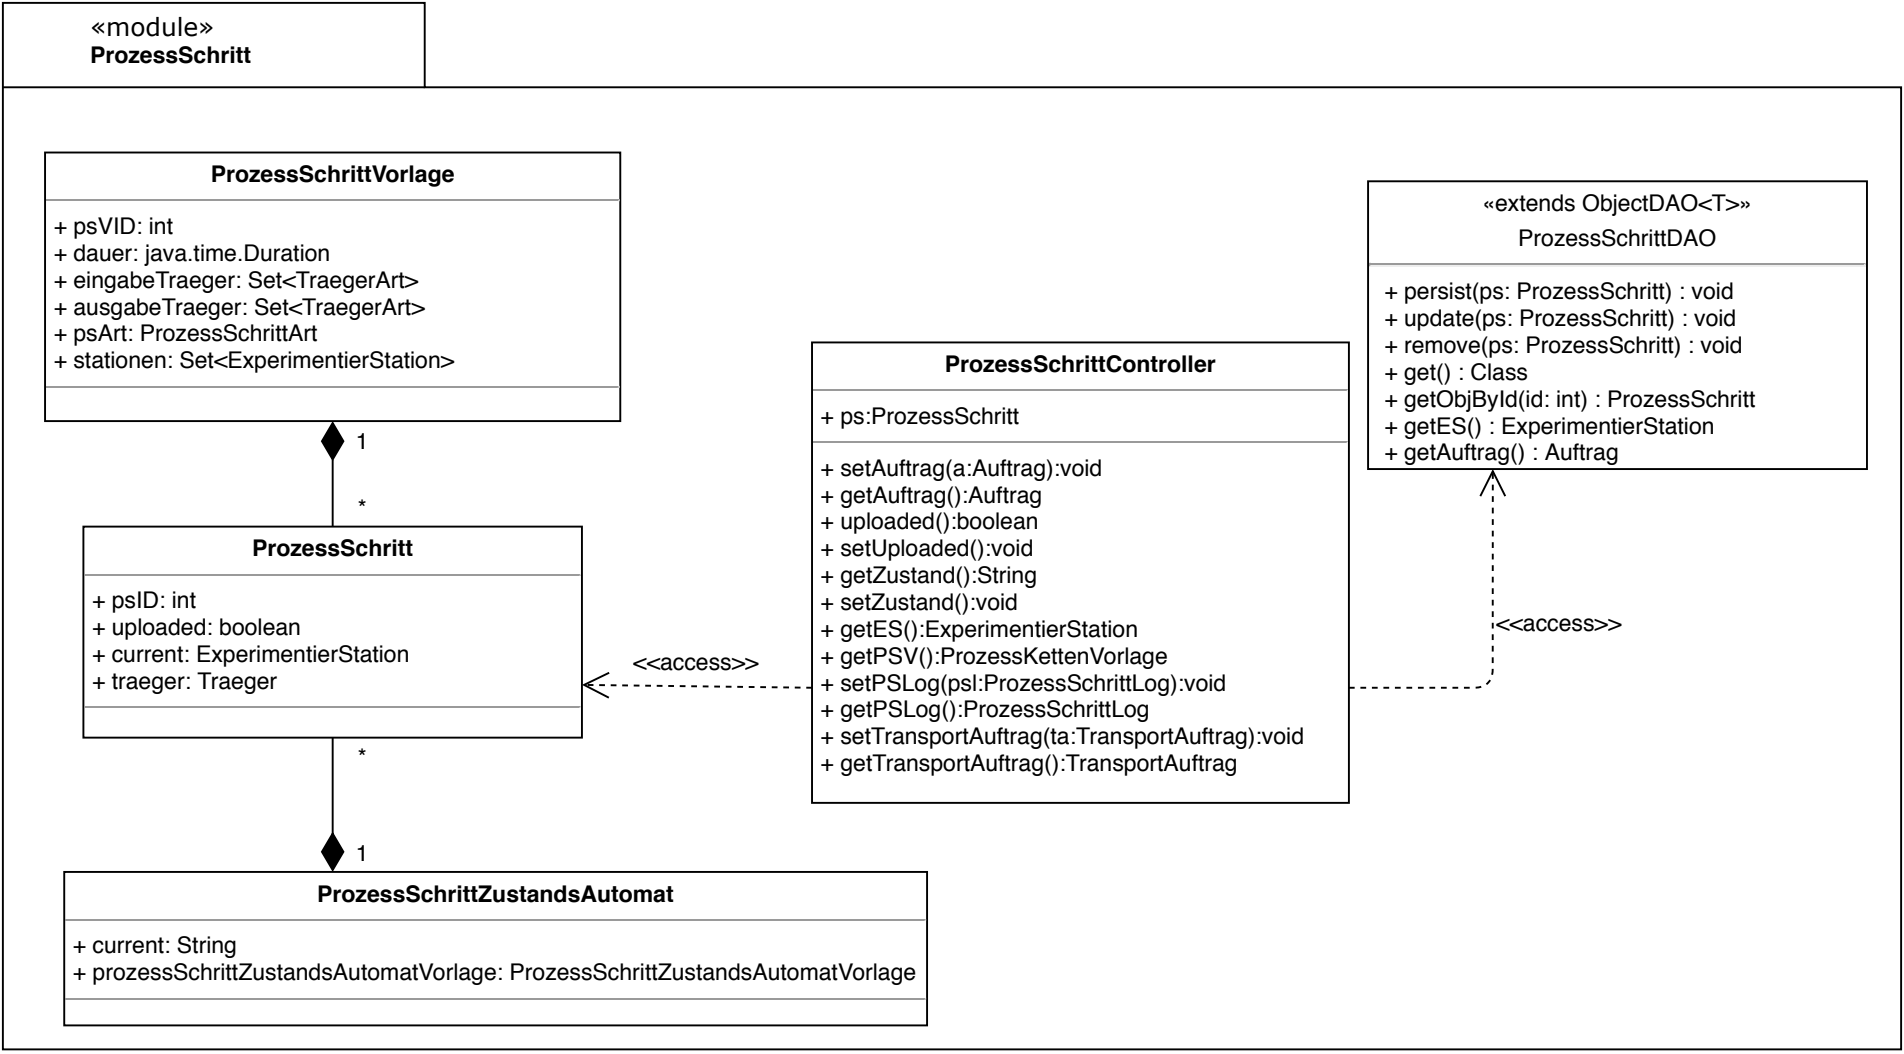 «module»
ProzessSchritt
ProzessSchrittVorlage
+ psVID: int
+ dauer: java.time.Duration
+ eingabeTraeger: Set<TraegerArt>
+ ausgabeTraeger: Set<TraegerArt>
+ psArt: ProzessSchrittArt
+ stationen: Set<ExperimentierStation>
1
*
ProzessSchritt
+ psID: int
+ uploaded: boolean
+ current: ExperimentierStation
+ traeger: Traeger
*
1
ProzessSchrittZustandsAutomat
+ current: String
+ prozessSchrittZustandsAutomatVorlage: ProzessSchrittZustandsAutomatVorlage
<<access>>
ProzessSchrittController
+ ps:ProzessSchritt
+ setAuftrag(a:Auftrag):void
+ getAuftrag():Auftrag
+ uploaded():boolean
+ setUploaded():void
+ getZustand():String
+ setZustand():void
+ getES():ExperimentierStation
+ getPSV():ProzessKettenVorlage
+ setPSLog(psl:ProzessSchrittLog):void
+ getPSLog():ProzessSchrittLog
+ setTransportAuftrag(ta:TransportAuftrag):void
+ getTransportAuftrag():TransportAuftrag
«extends ObjectDAO<T>»
ProzessSchrittDAO
+ persist(ps: ProzessSchritt) : void
+ update(ps: ProzessSchritt) : void
+ remove(ps: ProzessSchritt) : void
+ get() : Class
+ getObjById(id: int) : ProzessSchritt
+ getES() : ExperimentierStation
+ getAuftrag() : Auftrag
<<access>>